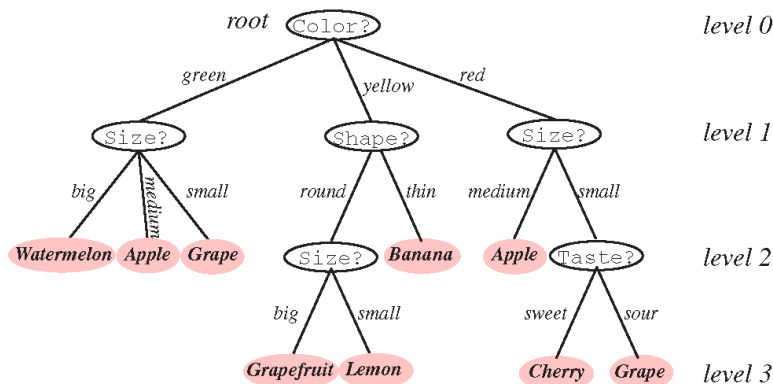 root Color? level 0
green yellow red
Size? Shape? Size? level 1
big medium small round thin medium small
Watermelon Apple Grape Size? Banana Apple Taste? level 2
big small sweet sour
Grapefruit Lemon Cherry Grape level 3